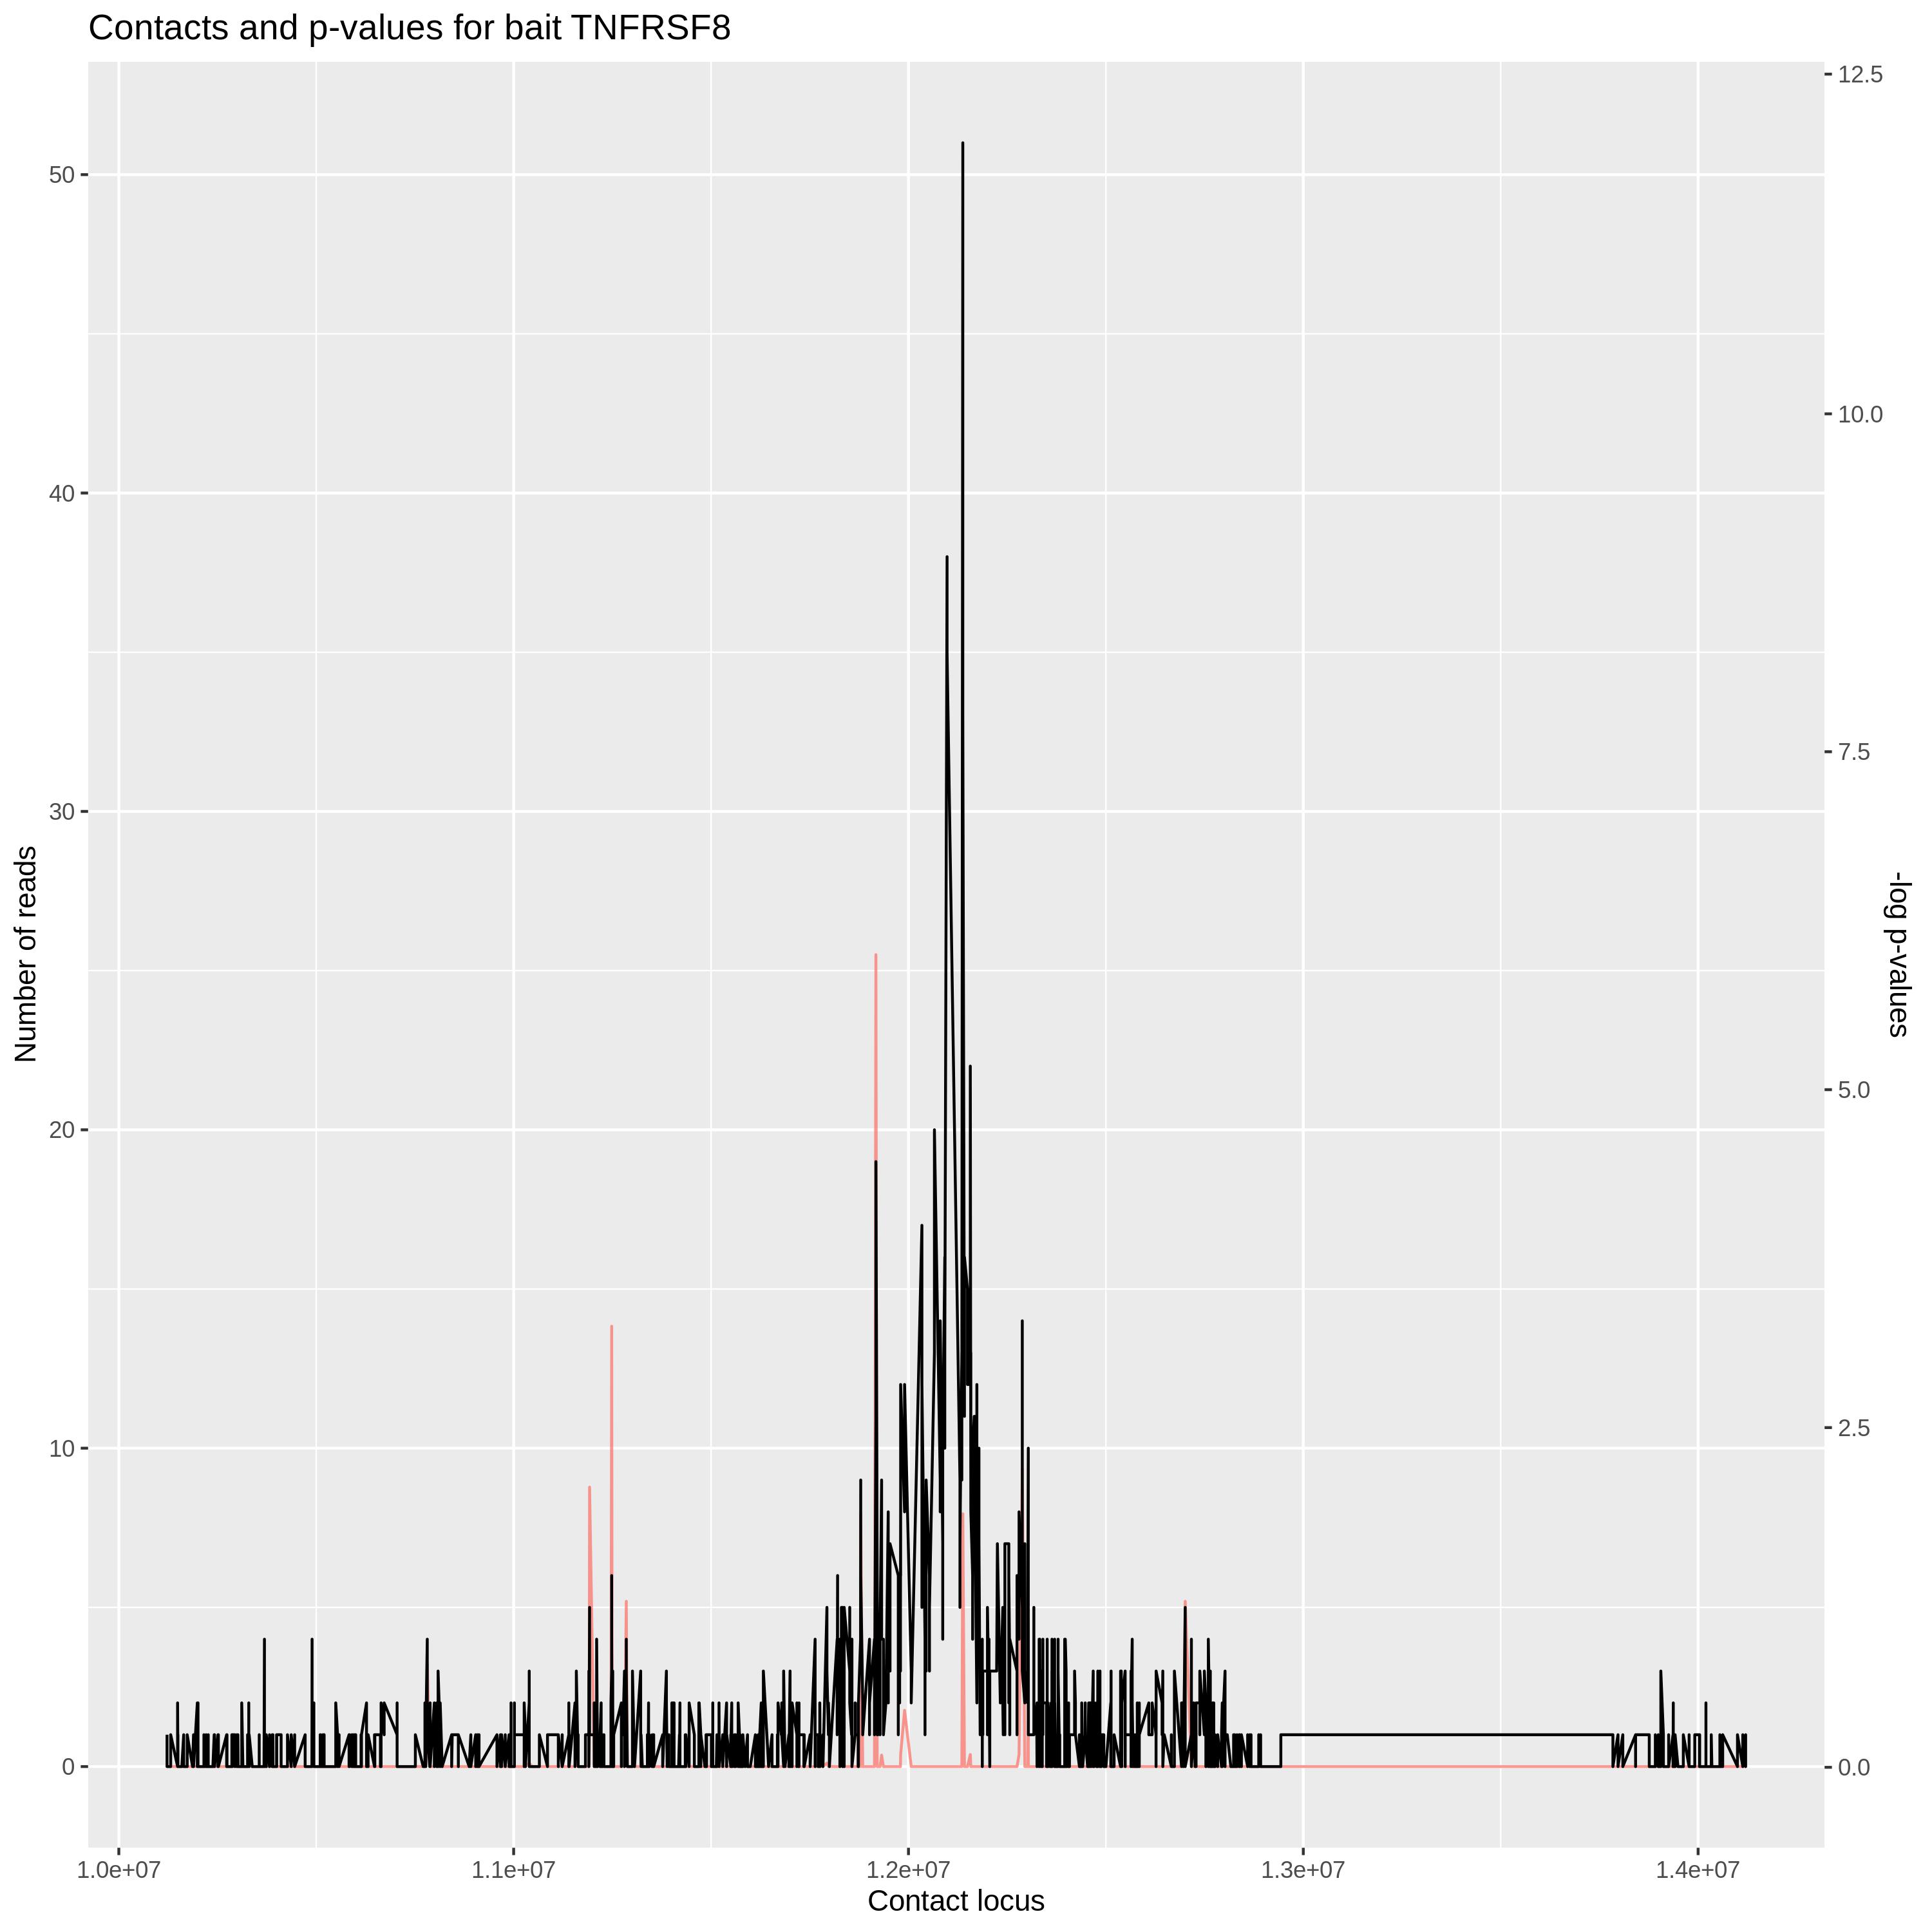 Contacts and p-values for bait TNFRSF8
12.5
50
10.0
40
7.5
30
Number of reads
-log p-values
5.0
20
2.5
10
0
0.0
1.0e+07
1.1e+07
1.2e+07
1.3e+07
1.4e+07
Contact locus